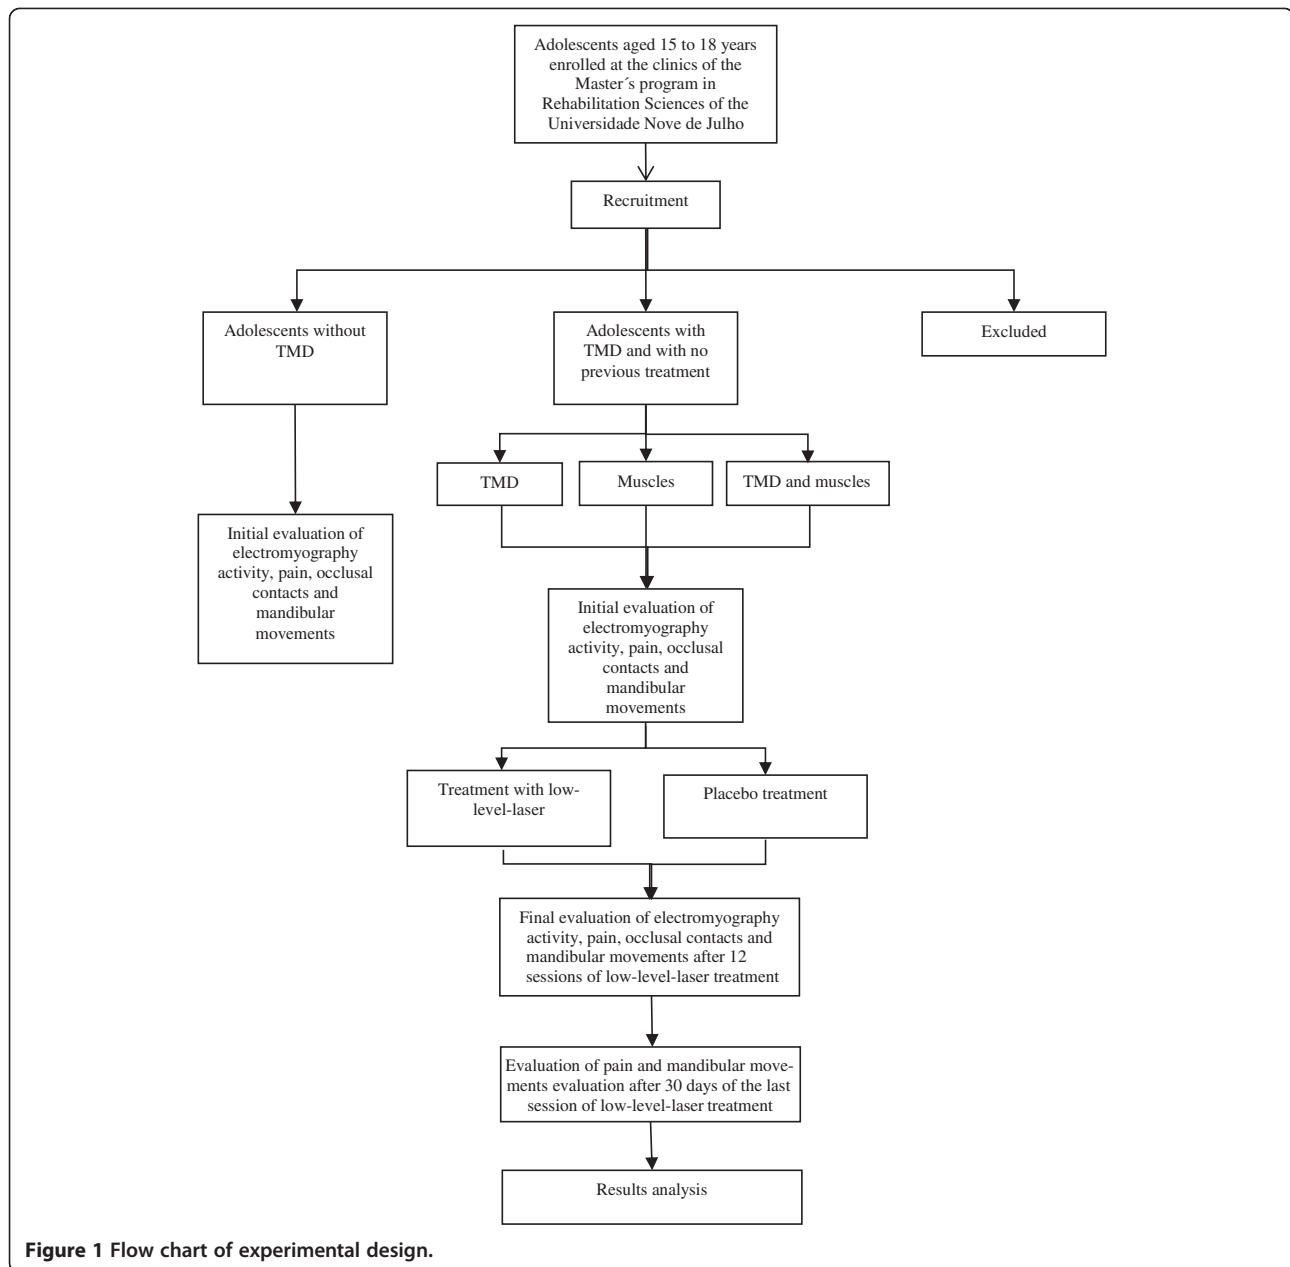 Adolescents aged 15 to 18 years
enrolled at the clinics of the
Master´s program in
Rehabilitation Sciences of the
Universidade Nove de Julho
Recruitment
Adolescents without
TMD
Adolescents with
TMD and with no
previous treatment
Excluded
TMD
Muscles
TMD and muscles
Initial evaluation of
electromyography
activity, pain, occlusal
contacts and
mandibular
movements
Initial evaluation of
electromyography
activity, pain, occlusal
contacts and
mandibular
movements
Treatment with low-
level-laser
Placebo treatment
Final evaluation of electromyography
activity, pain, occlusal contacts and
mandibular movements after 12
sessions of low-level-laser treatment
Evaluation of pain and mandibular move-
ments evaluation after 30 days of the last
session of low-level-laser treatment
Results analysis
Figure 1 Flow chart of experimental design.